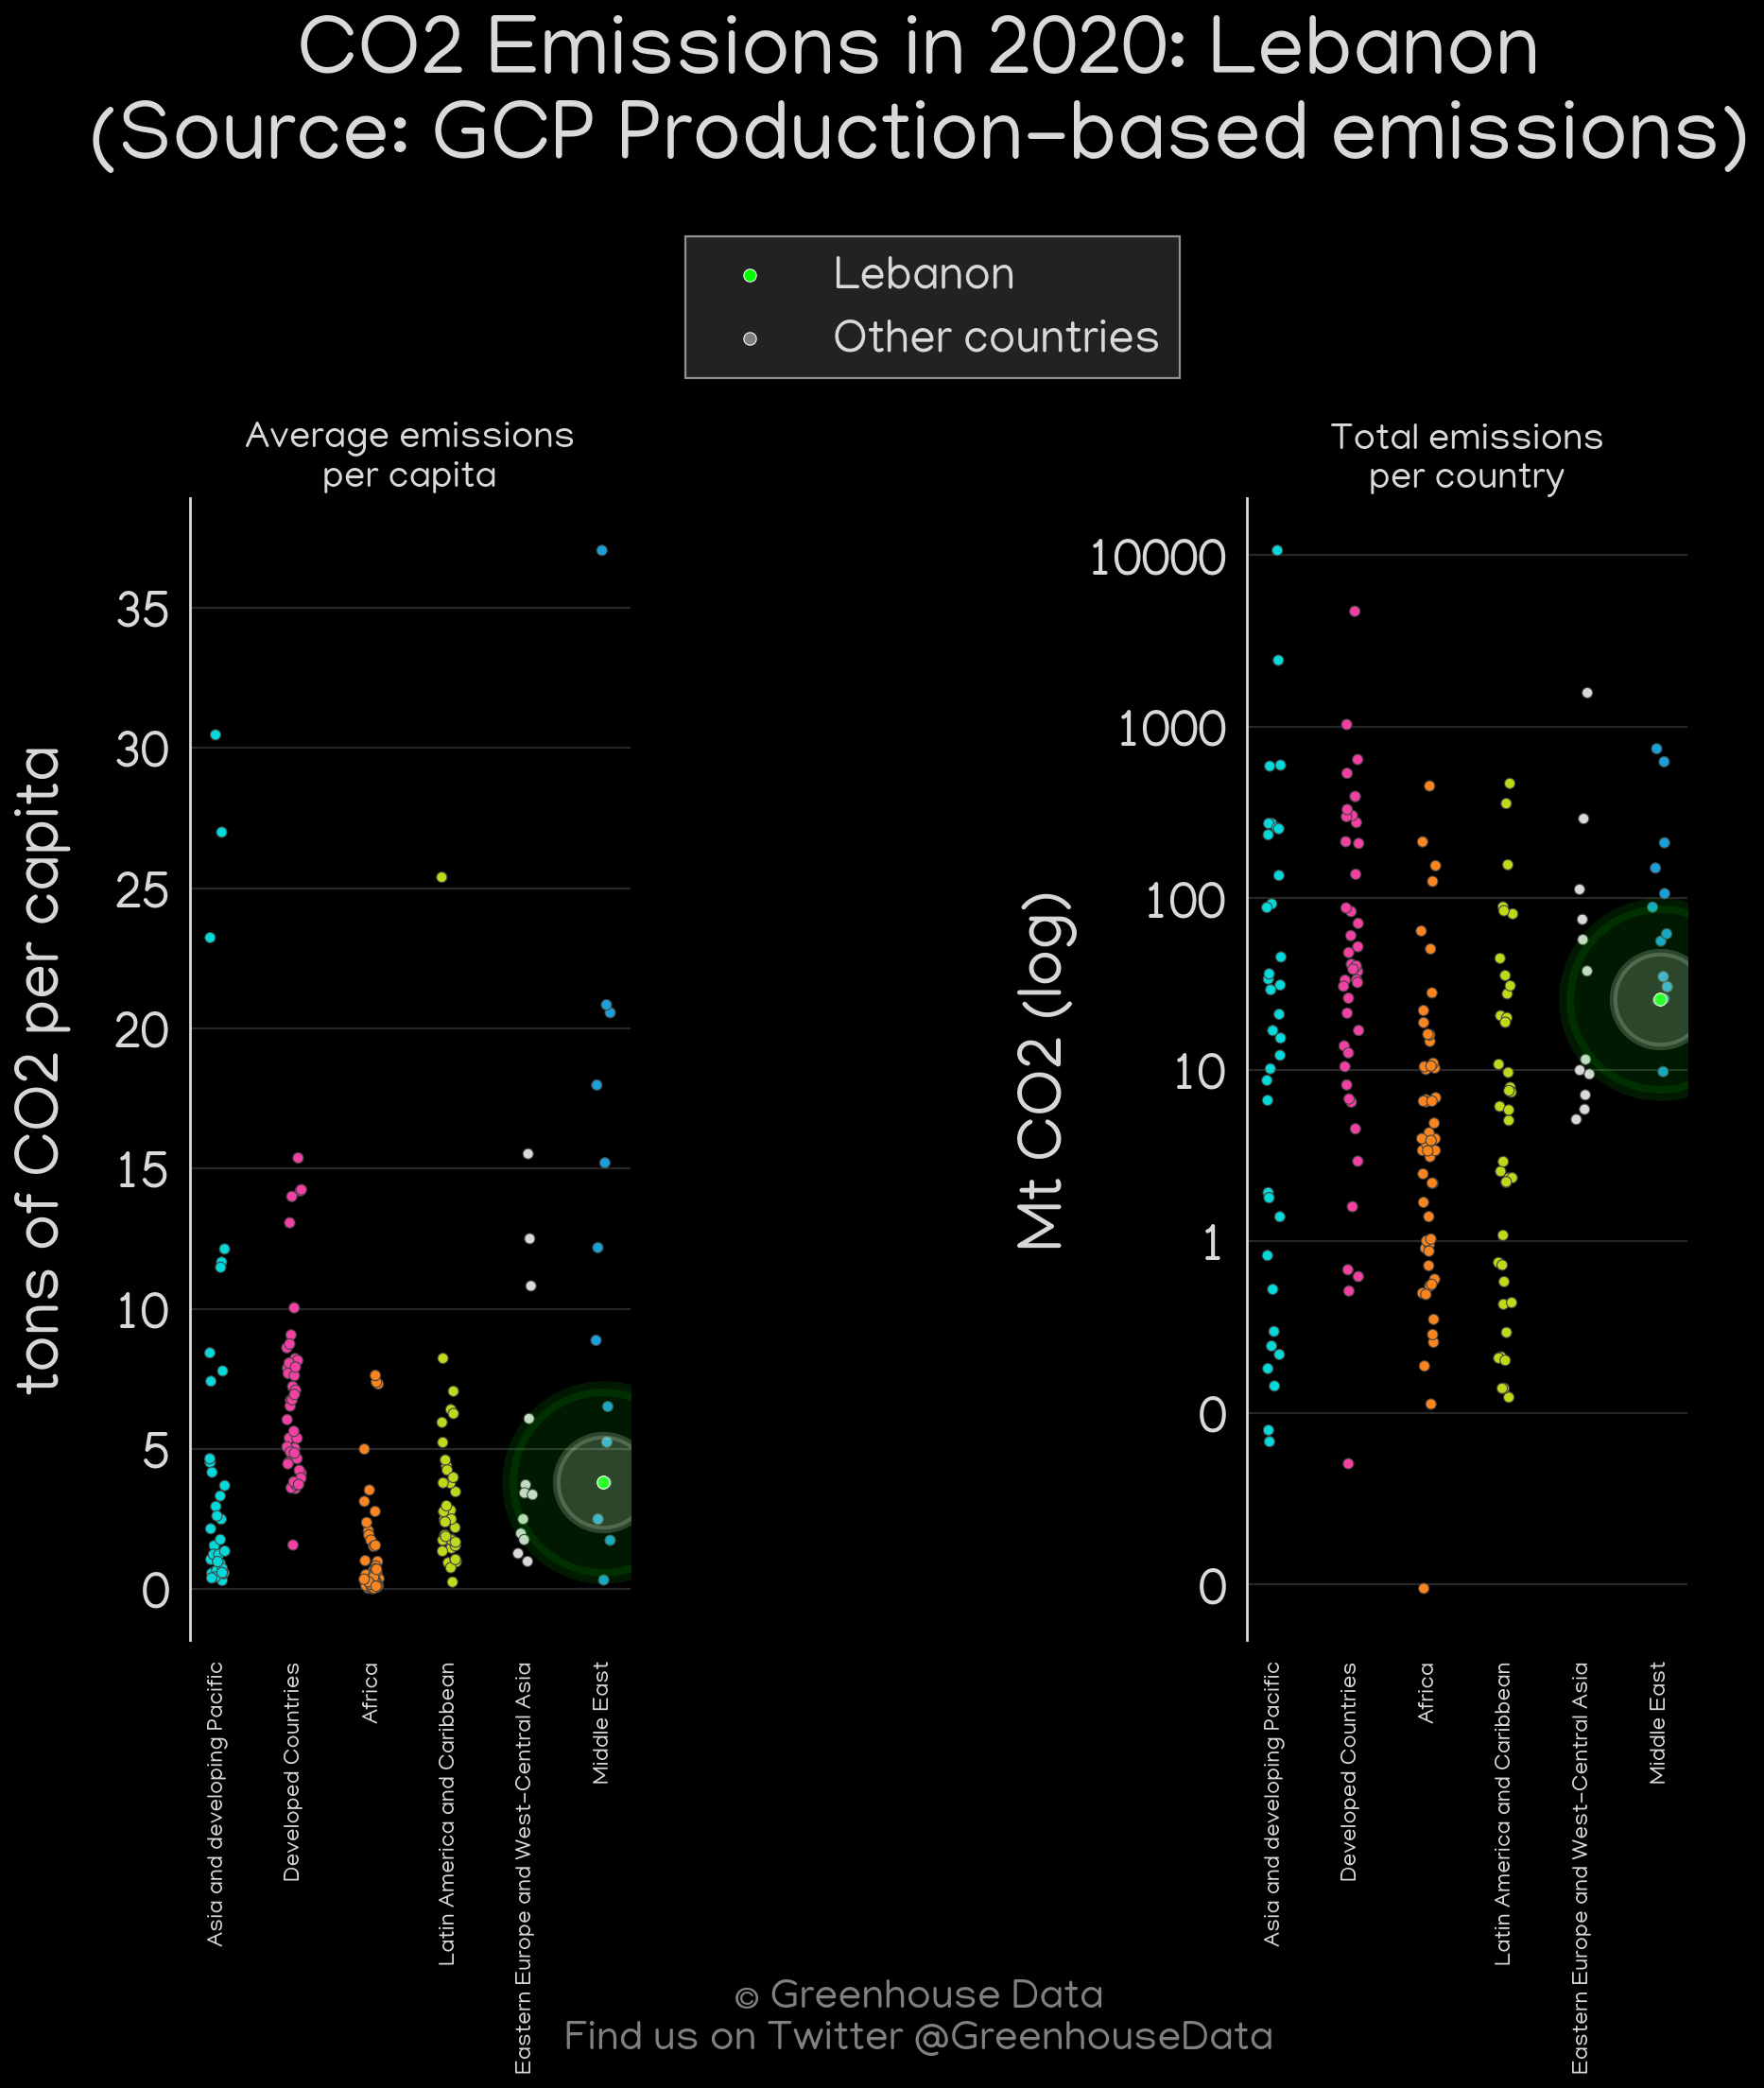 CO2 Emissions in 2020: Lebanon
(Source: GCP Production-based emissions)
Lebanon
Other countries
Average emissions
per capita
tons of CO2 per capita
35
30
25
20
15
10
5
0
Asia and developing Pacific
Developed Countries
Africa
Latin America and Caribbean
Eastern Europe and West-Central Asia
Middle East
Total emissions
per country
Mt CO2 (log)
10000
1000
100
10
1
0
0
Asia and developing Pacific
Developed Countries
Africa
Latin America and Caribbean
Eastern Europe and West-Central Asia
Middle East
© Greenhouse Data
Find us on Twitter @GreenhouseData